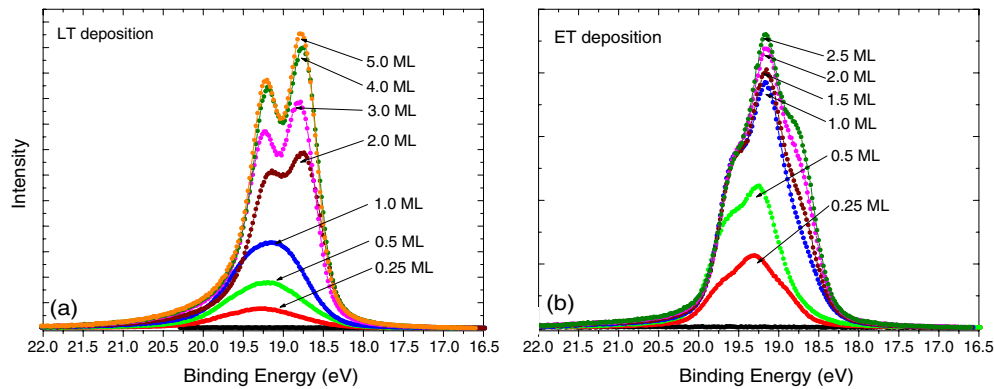 LT deposition
5.0 ML
4.0 ML
3.0 ML
2.0 ML
1.0 ML
0.5 ML
0.25 ML
(a)
Intensity
22.0 21.5 21.0 20.5 20.0 19.5 19.0 18.5 18.0 17.5 17.0 16.5
Binding Energy (eV)
ET deposition
2.5 ML
2.0 ML
1.5 ML
1.0 ML
0.5 ML
0.25 ML
(b)
22.0 21.5 21.0 20.5 20.0 19.5 19.0 18.5 18.0 17.5 17.0 16.5
Binding Energy (eV)